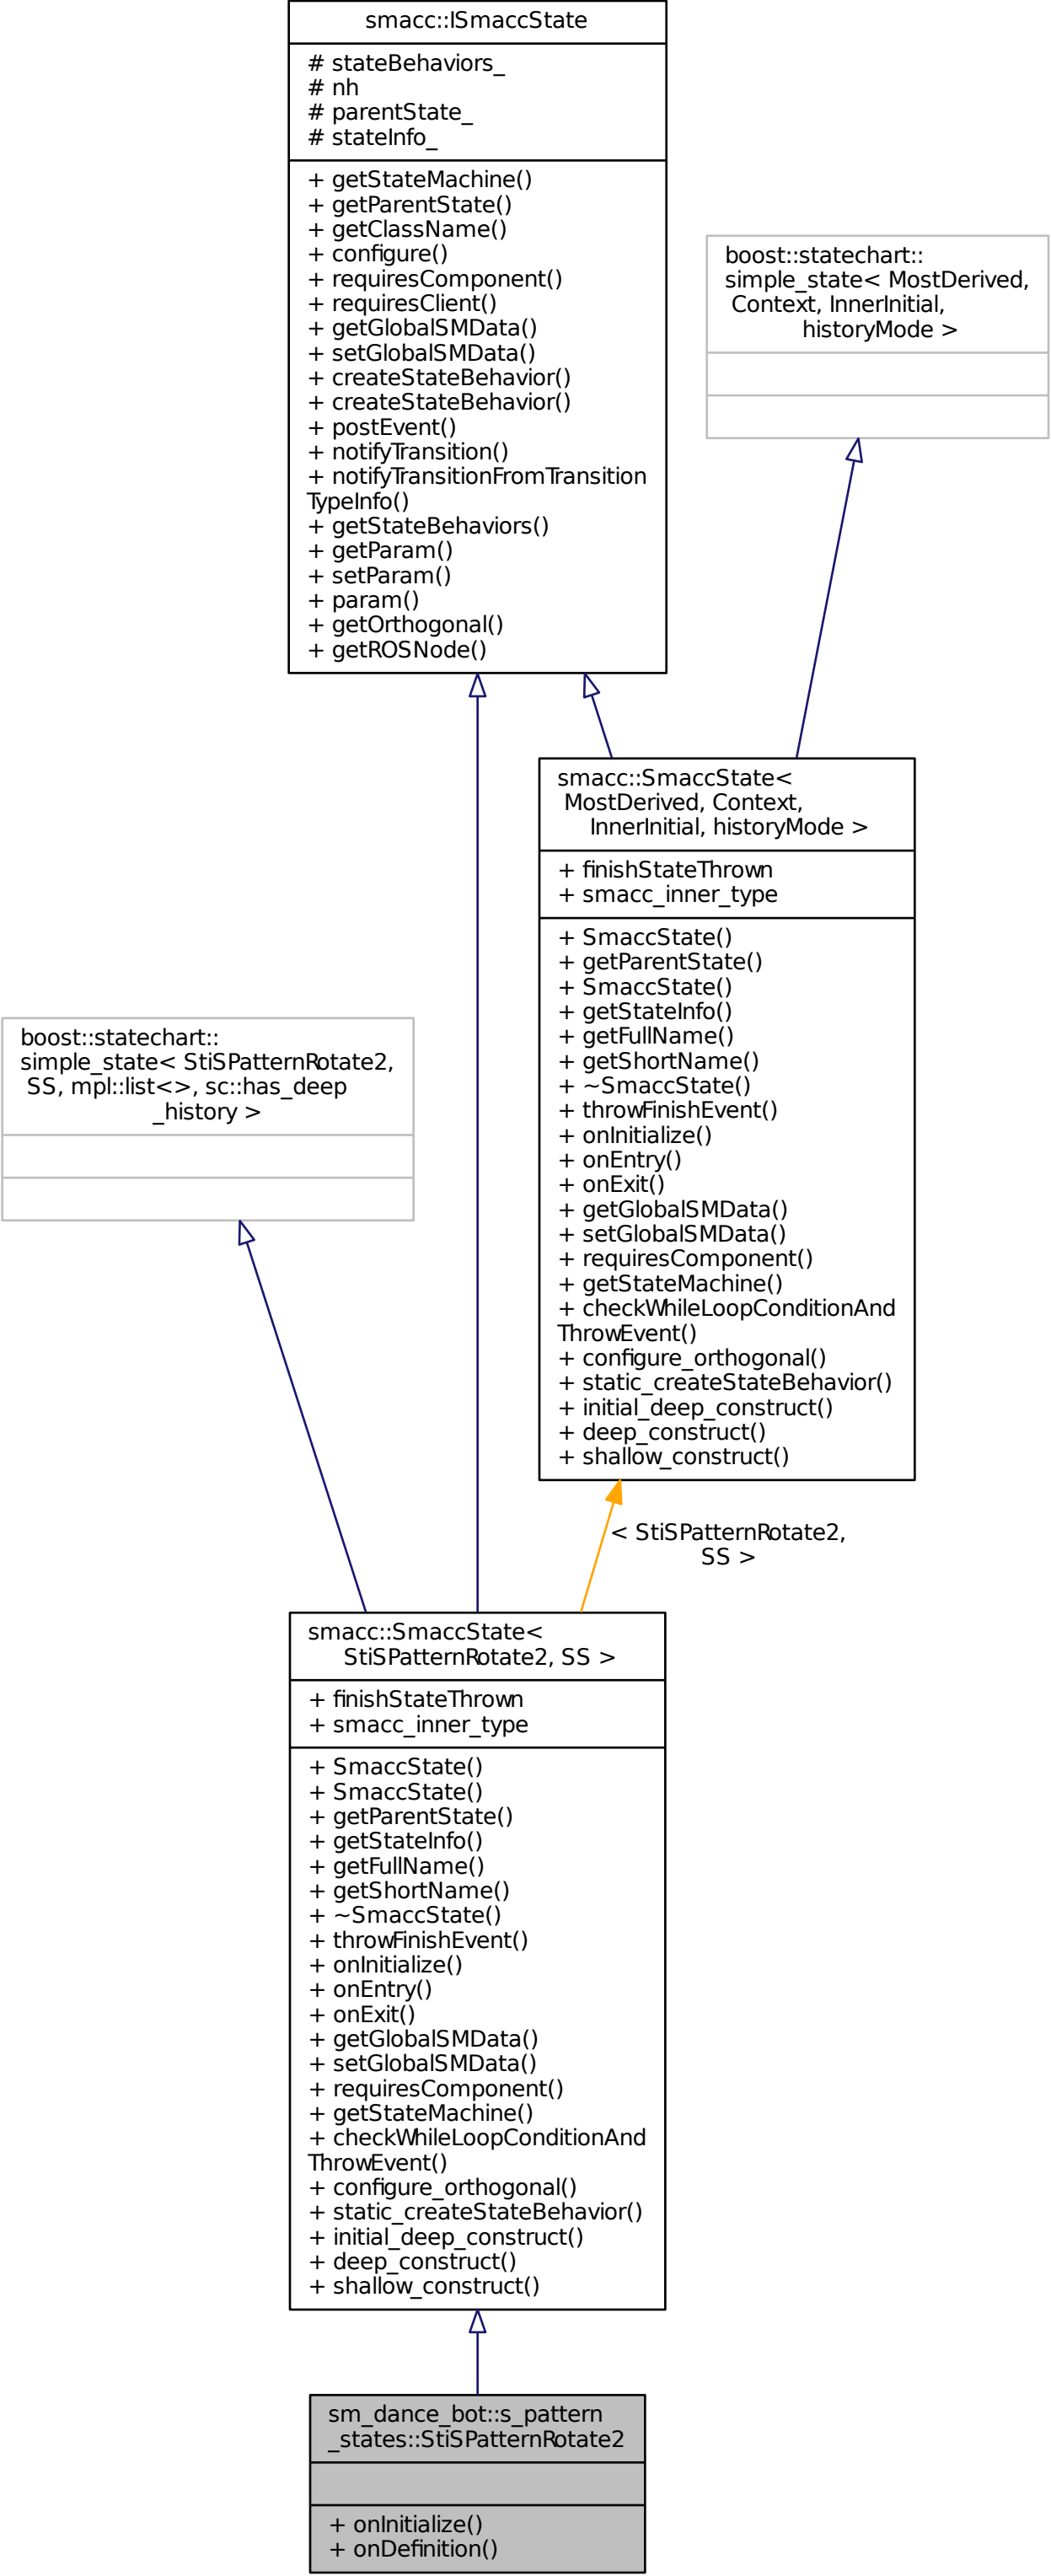 smacc::ISmaccState
# stateBehaviors_
# nh
# parentState_
# stateInfo_
+ getStateMachine()
+ getParentState()
+ getClassName()
+ configure()
+ requiresComponent()
+ requiresClient()
+ getGlobalSMData()
+ setGlobalSMData()
+ createStateBehavior()
+ createStateBehavior()
+ postEvent()
+ notifyTransition()
+ notifyTransitionFromTransition
TypeInfo()
+ getStateBehaviors()
+ getParam()
+ setParam()
+ param()
+ getOrthogonal()
+ getROSNode()
boost::statechart::
simple_state< MostDerived,
Context, InnerInitial,
historyMode >
smacc::SmaccState<
MostDerived, Context,
InnerInitial, historyMode >
+ finishStateThrown
+ smacc_inner_type
+ SmaccState()
+ getParentState()
+ SmaccState()
+ getStateInfo()
+ getFullName()
+ getShortName()
+ ~SmaccState()
+ throwFinishEvent()
+ onInitialize()
+ onEntry()
+ onExit()
+ getGlobalSMData()
+ setGlobalSMData()
+ requiresComponent()
+ getStateMachine()
+ checkWhileLoopConditionAnd
ThrowEvent()
+ configure_orthogonal()
+ static_createStateBehavior()
+ initial_deep_construct()
+ deep_construct()
+ shallow_construct()
boost::statechart::
simple_state< StiSPatternRotate2,
SS, mpl::list<>, sc::has_deep
_history >
< StiSPatternRotate2,
SS >
smacc::SmaccState<
StiSPatternRotate2, SS >
+ finishStateThrown
+ smacc_inner_type
+ SmaccState()
+ SmaccState()
+ getParentState()
+ getStateInfo()
+ getFullName()
+ getShortName()
+ ~SmaccState()
+ throwFinishEvent()
+ onInitialize()
+ onEntry()
+ onExit()
+ getGlobalSMData()
+ setGlobalSMData()
+ requiresComponent()
+ getStateMachine()
+ checkWhileLoopConditionAnd
ThrowEvent()
+ configure_orthogonal()
+ static_createStateBehavior()
+ initial_deep_construct()
+ deep_construct()
+ shallow_construct()
sm_dance_bot::s_pattern
_states::StiSPatternRotate2
+ onInitialize()
+ onDefinition()